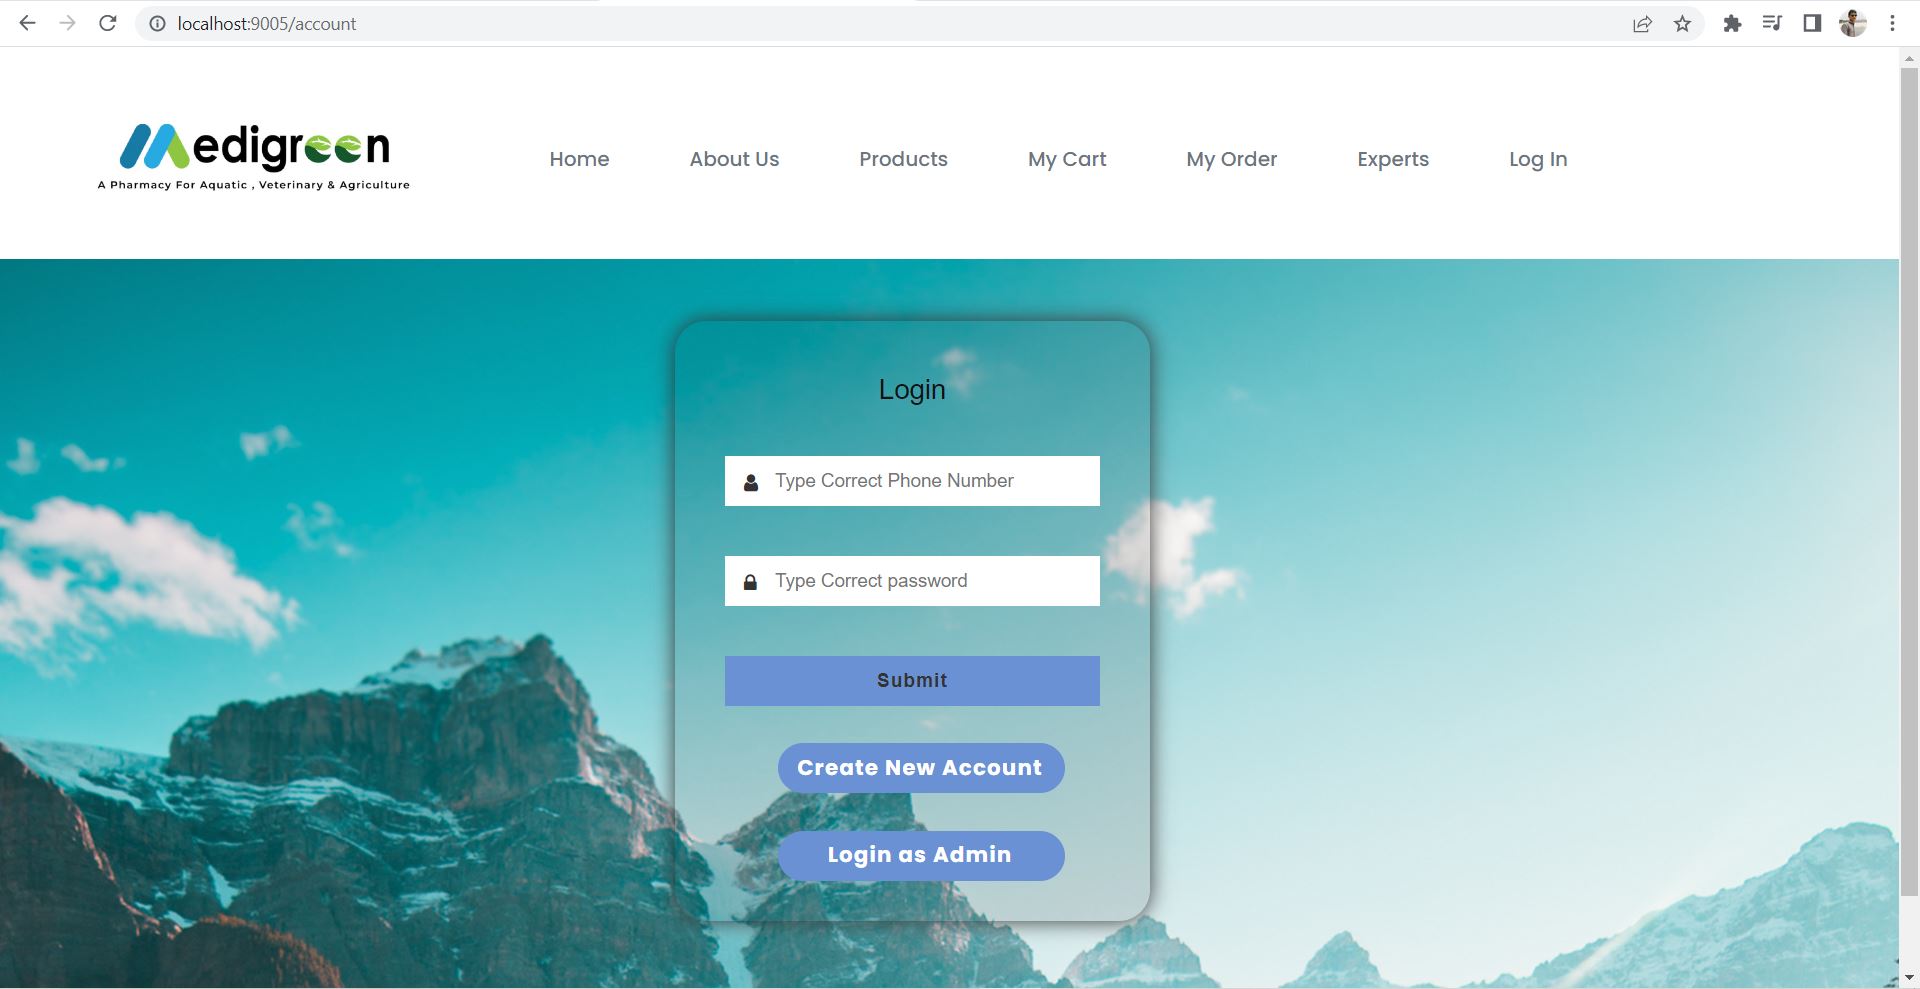 localhost:9005/account
Medigreen
A Pharmacy For Aquatic , Veterinary & Agriculture
Home About Us Products My Cart My Order Experts Log In
Login
Type Correct Phone Number
Type Correct password
Submit
Create New Account
Login as Admin